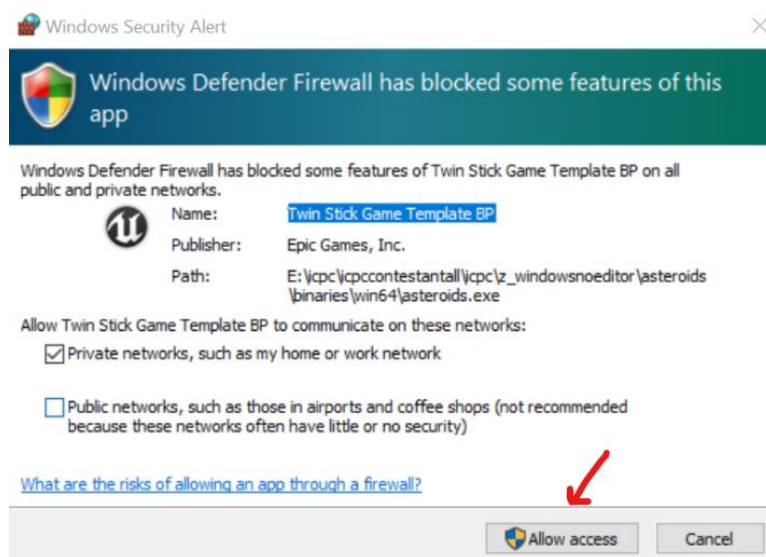 Windows Security Alert
Windows Defender Firewall has blocked some features of this
app
Windows Defender Firewall has blocked some features of Twin Stick Game Template BP on all
public and private networks.
Name: Twin Stick Game Template BP
Publisher: Epic Games, Inc.
Path: E:\icpc\icpccontestantall\icpc\z_windowsnoeditor\asteroids
\binaries\win64\asteroids.exe
Allow Twin Stick Game Template BP to communicate on these networks:
Private networks, such as my home or work network
Public networks, such as those in airports and coffee shops (not recommended
because these networks often have little or no security)
What are the risks of allowing an app through a firewall?
Allow access Cancel